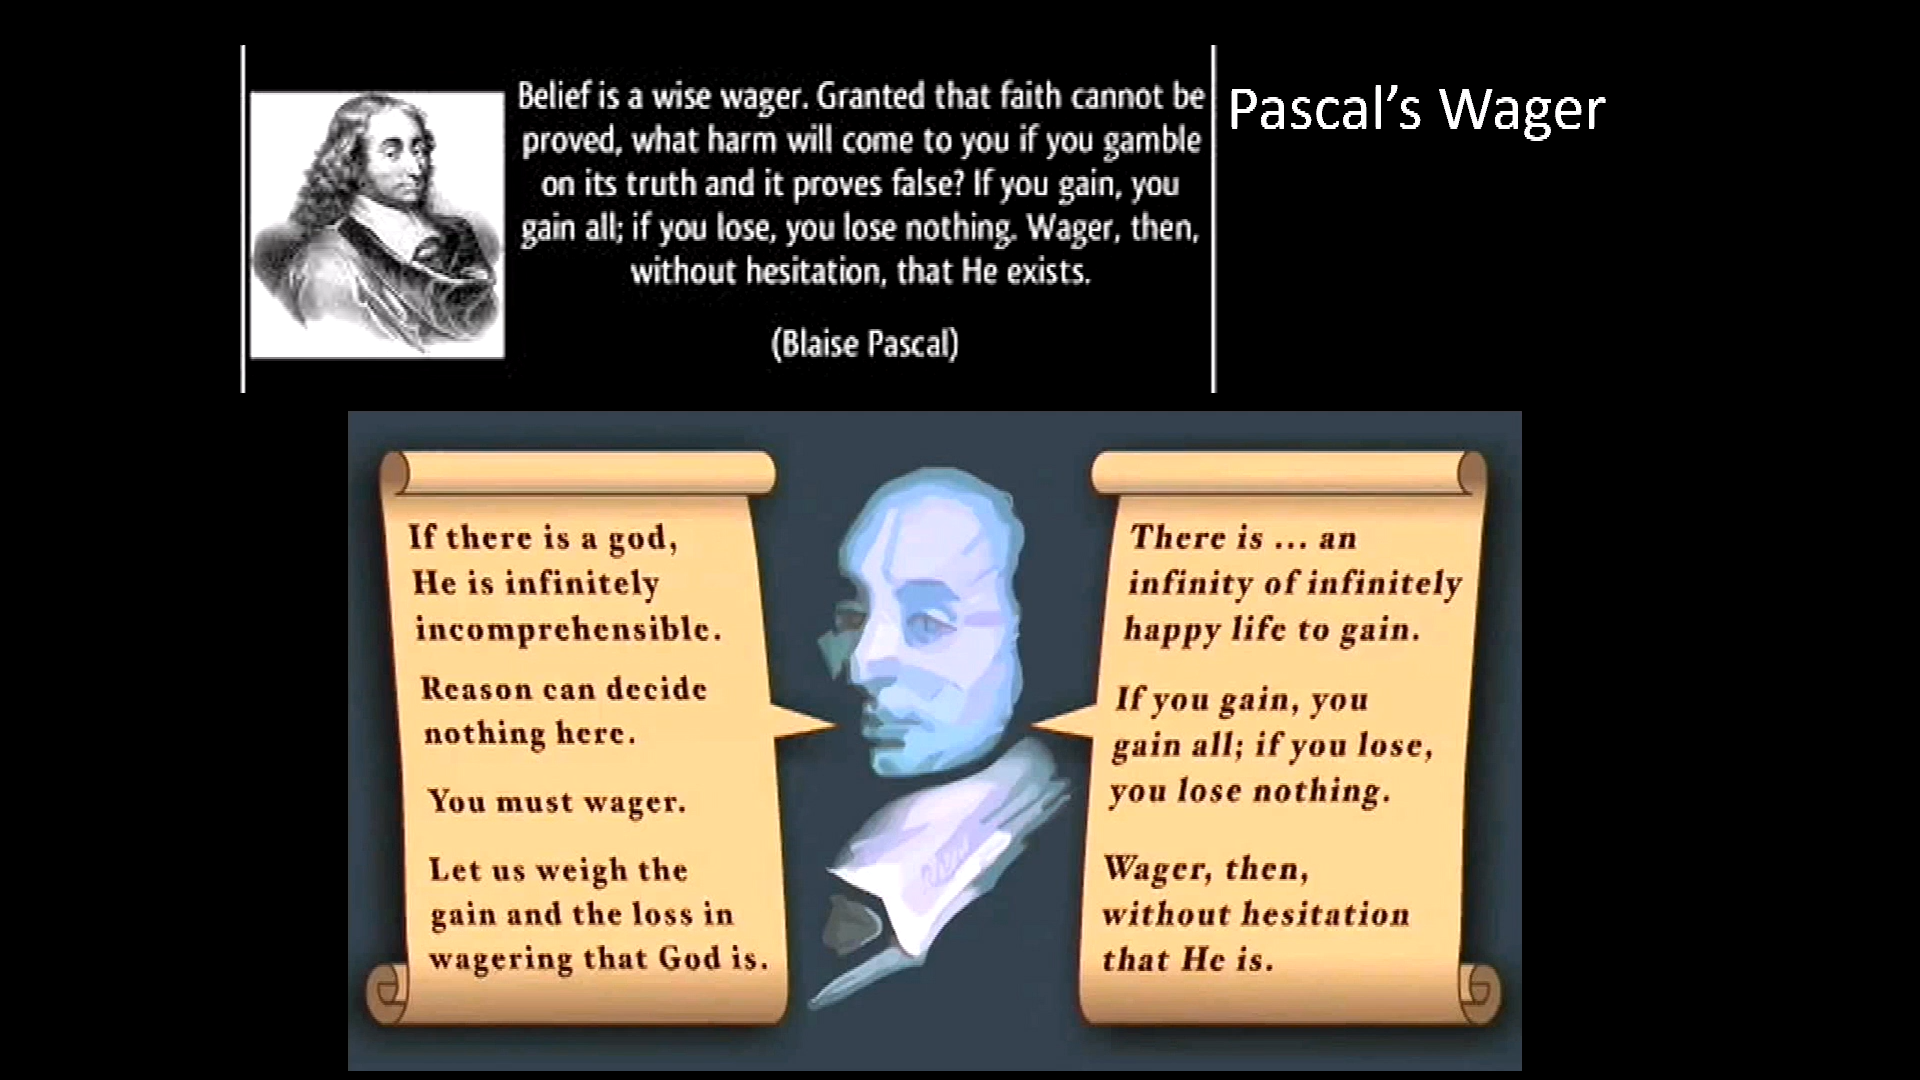 Belief is a wise wager. Granted that faith cannot be
proved, what harm will come to you if you gamble
on its truth and it proves false? If you gain, you
gain all; if you lose, you lose nothing. Wager, then,
without hesitation, that He exists.
(Blaise Pascal)
Pascal's Wager
If there is a god,
He is infinitely
incomprehensible.
Reason can decide
nothing here.
You must wager.
Let us weigh the
gain and the loss in
wagering that God is.
There is ... an
infinity of infinitely
happy life to gain.
If you gain, you
gain all; if you lose,
you lose nothing.
Wager, then,
without hesitation
that He is.